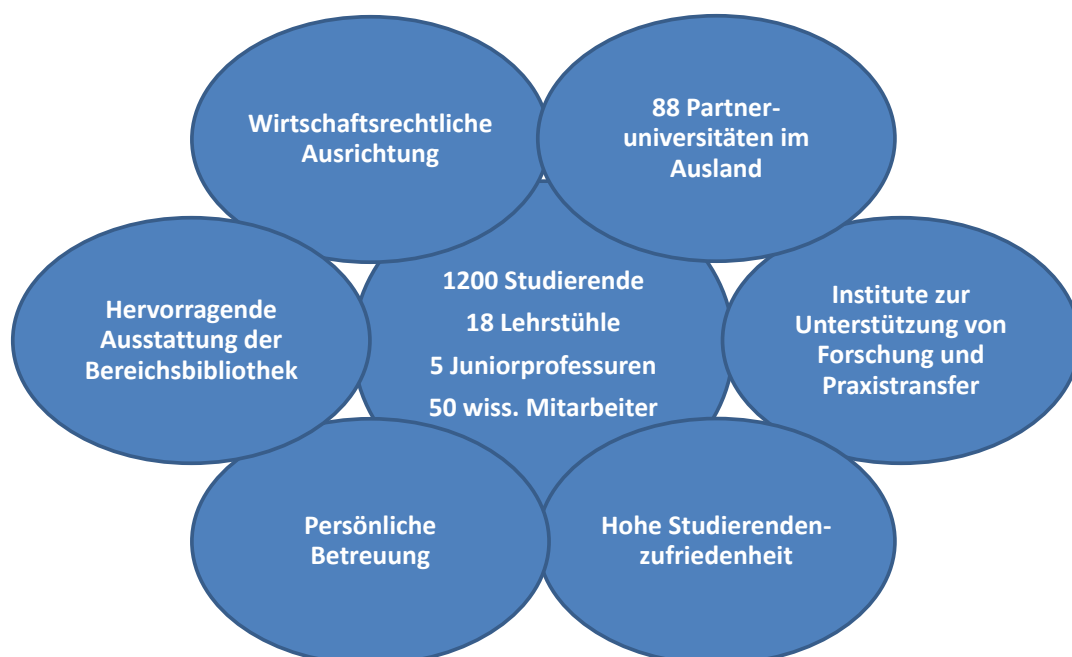 Wirtschaftsrechtliche
Ausrichtung
88 Partner-
universitäten im
Ausland
Hervorragende
Ausstattung der
Bereichsbibliothek
1200 Studierende
18 Lehrstühle
5 Juniorprofessuren
50 wiss. Mitarbeiter
Institute zur
Unterstützung von
Forschung und
Praxistransfer
Persönliche
Betreuung
Hohe Studierenden-
zufriedenheit